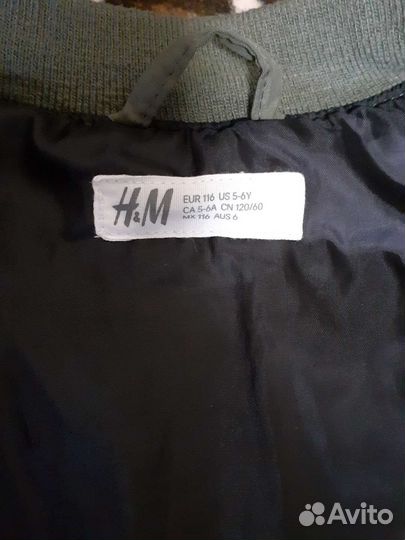 H&M
EUR 116 US 5-6Y
CA 5-6A CN 120/60
MX 116 AUS 6
Avito